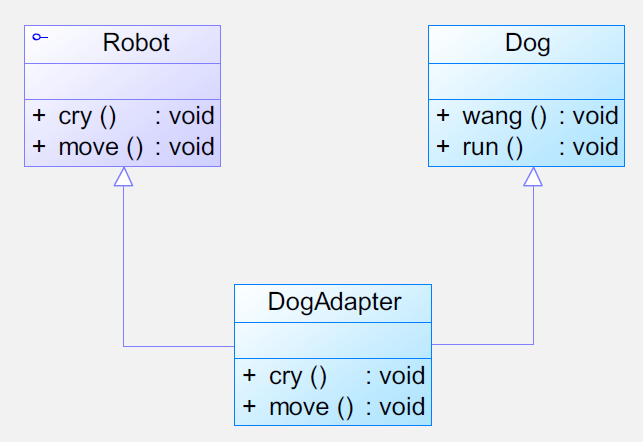 Robot
+ cry () : void
+ move () : void
Dog
+ wang () : void
+ run () : void
DogAdapter
+ cry () : void
+ move () : void